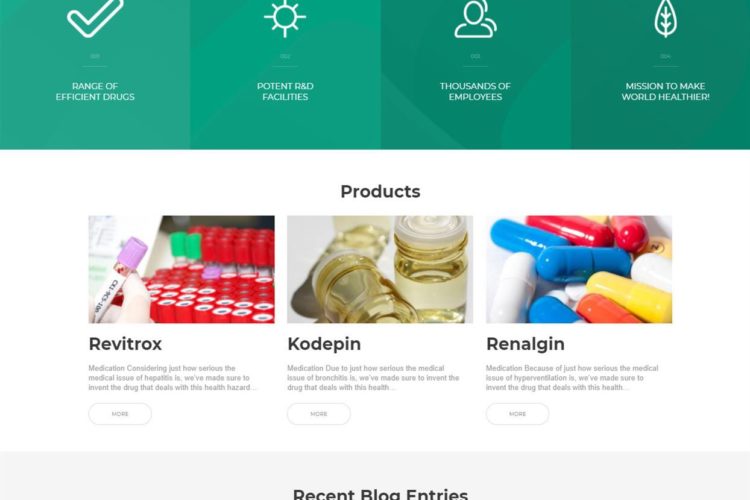 001
002
003
004
RANGE OF
EFFICIENT DRUGS
POTENT R&D
FACILITIES
THOUSANDS OF
EMPLOYEES
MISSION TO MAKE
WORLD HEALTHIER!
Products
Revitrox
Medication Considering just how serious the
medical issue of hepatitis is, we've made sure to
invent the drug that deals with this health hazard...
MORE
Kodepin
Medication Due to just how serious the medical
issue of bronchitis is, we've made sure to invent
the drug that deals with this health...
MORE
Renalgin
Medication Because of just how serious the medical
issue of hyperventilation is, we've made sure to invent
the drug that deals with this health...
MORE
Recent Blog Entries